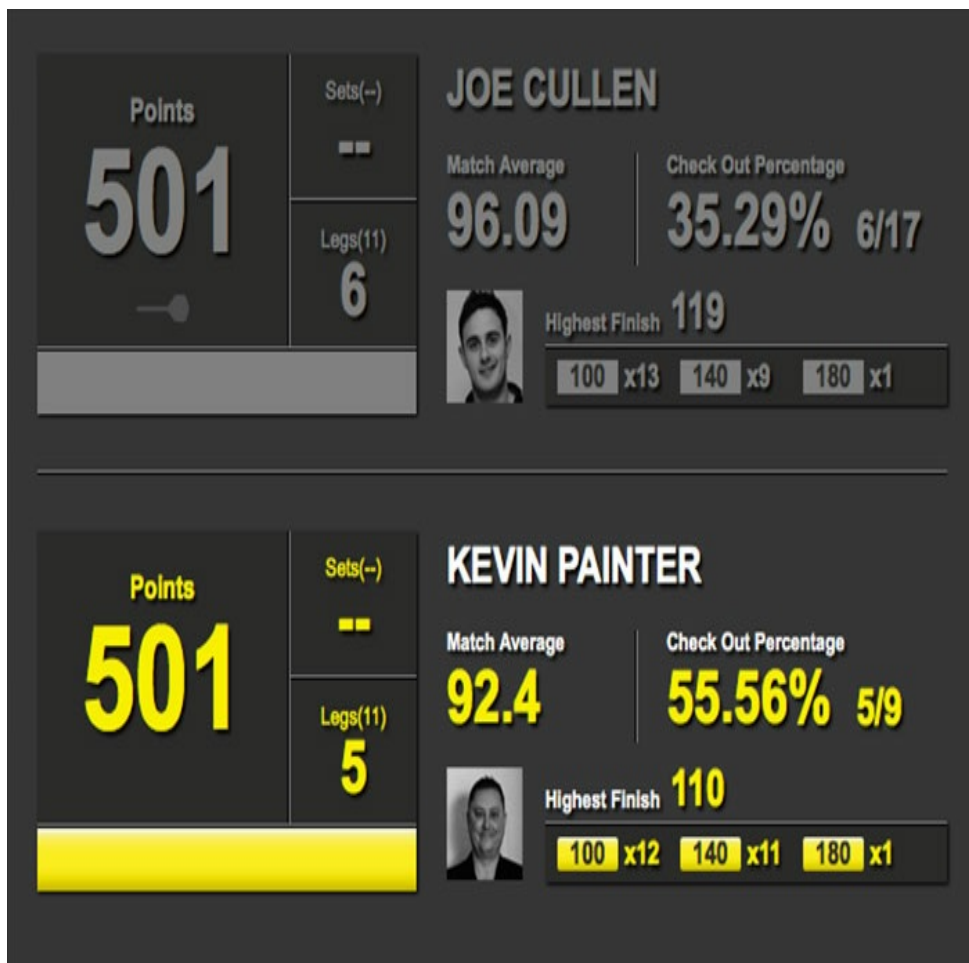 JOE CULLEN
Points
501
Sets(--)
--
Legs(11)
6
Match Average
96.09
Check Out Percentage
35.29% 6/17
Highest Finish 119
100 x13 140 x9 180 x1
KEVIN PAINTER
Points
501
Sets(--)
--
Legs(11)
5
Match Average
92.4
Check Out Percentage
55.56% 5/9
Highest Finish 110
100 x12 140 x11 180 x1